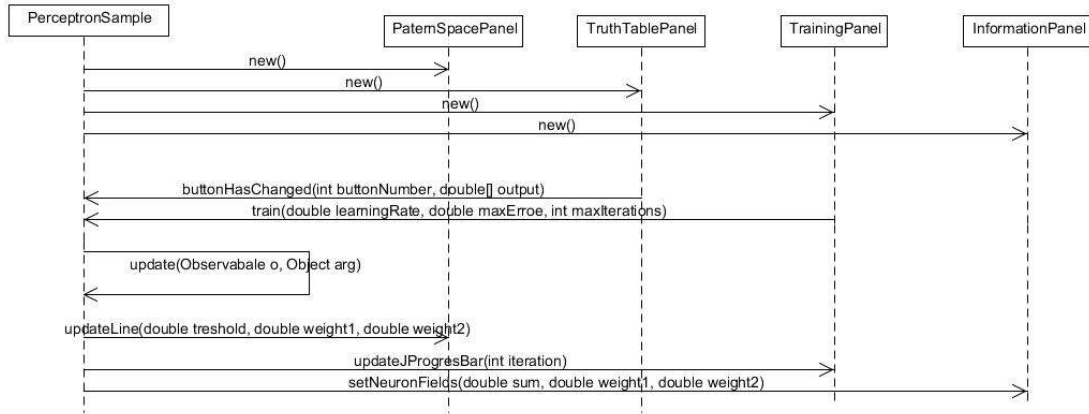 PerceptronSample
PaternSpacePanel
TruthTablePanel
TrainingPanel
InformationPanel
new()
new()
new()
new()
buttonHasChanged(int buttonNumber, double[] output)
train(double learningRate, double maxErroe, int maxIterations)
update(Observabale o, Object arg)
updateLine(double treshold, double weight1, double weight2)
updateJProgresBar(int iteration)
setNeuronFields(double sum, double weight1, double weight2)